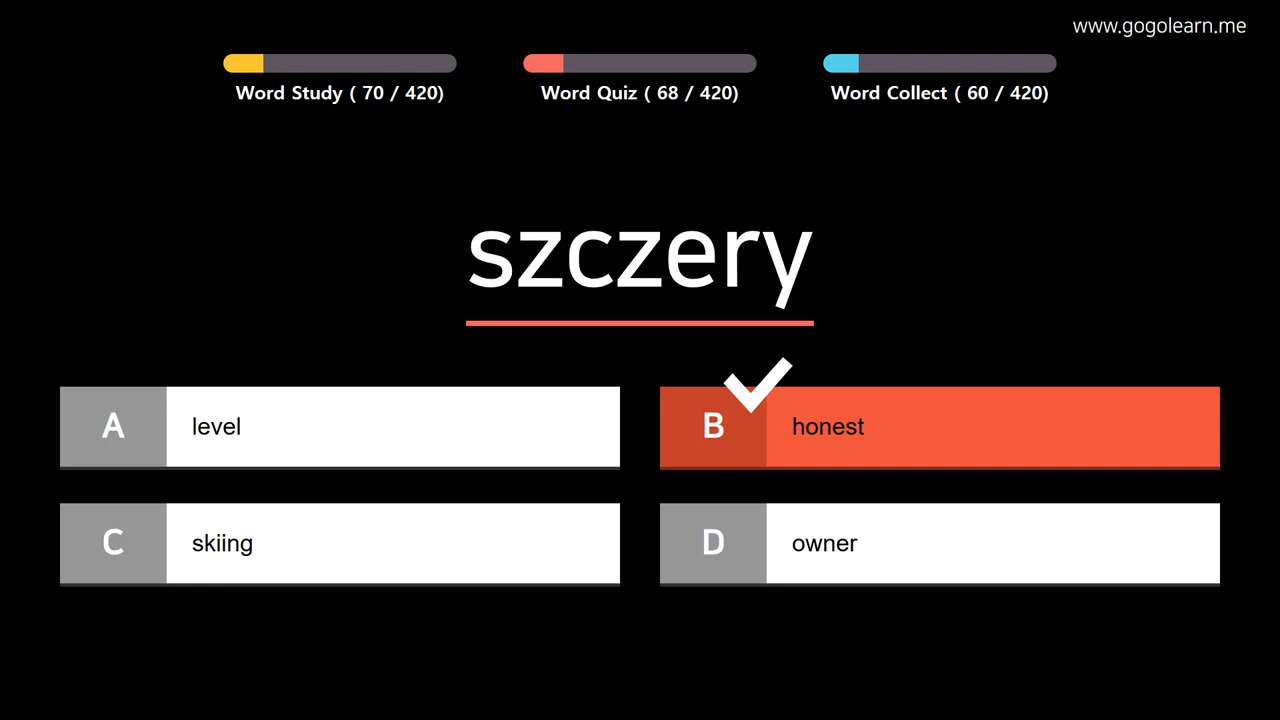 www.gogolearn.me
Word Study ( 70 / 420)
Word Quiz ( 68 / 420)
Word Collect ( 60 / 420)
szczery
A level
B honest
C skiing
D owner